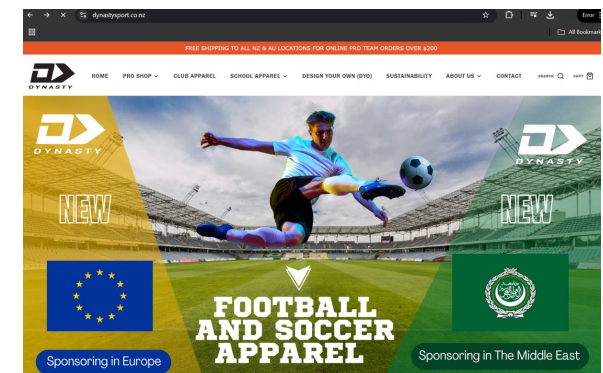 dynastysport.co.nz
Error
All Bookmark
FREE SHIPPING TO ALL NZ & AU LOCATIONS FOR ONLINE PRO TEAM ORDERS OVER $200
DYNASTY
HOME PRO SHOP CLUB APPAREL SCHOOL APPAREL DESIGN YOUR OWN (DYO) SUSTAINABILITY ABOUT US CONTACT SEARCH CART
DYNASTY
DYNASTY
NEW
NEW
FOOTBALL
AND SOCCER
APPAREL
Sponsoring in Europe
Sponsoring in The Middle East